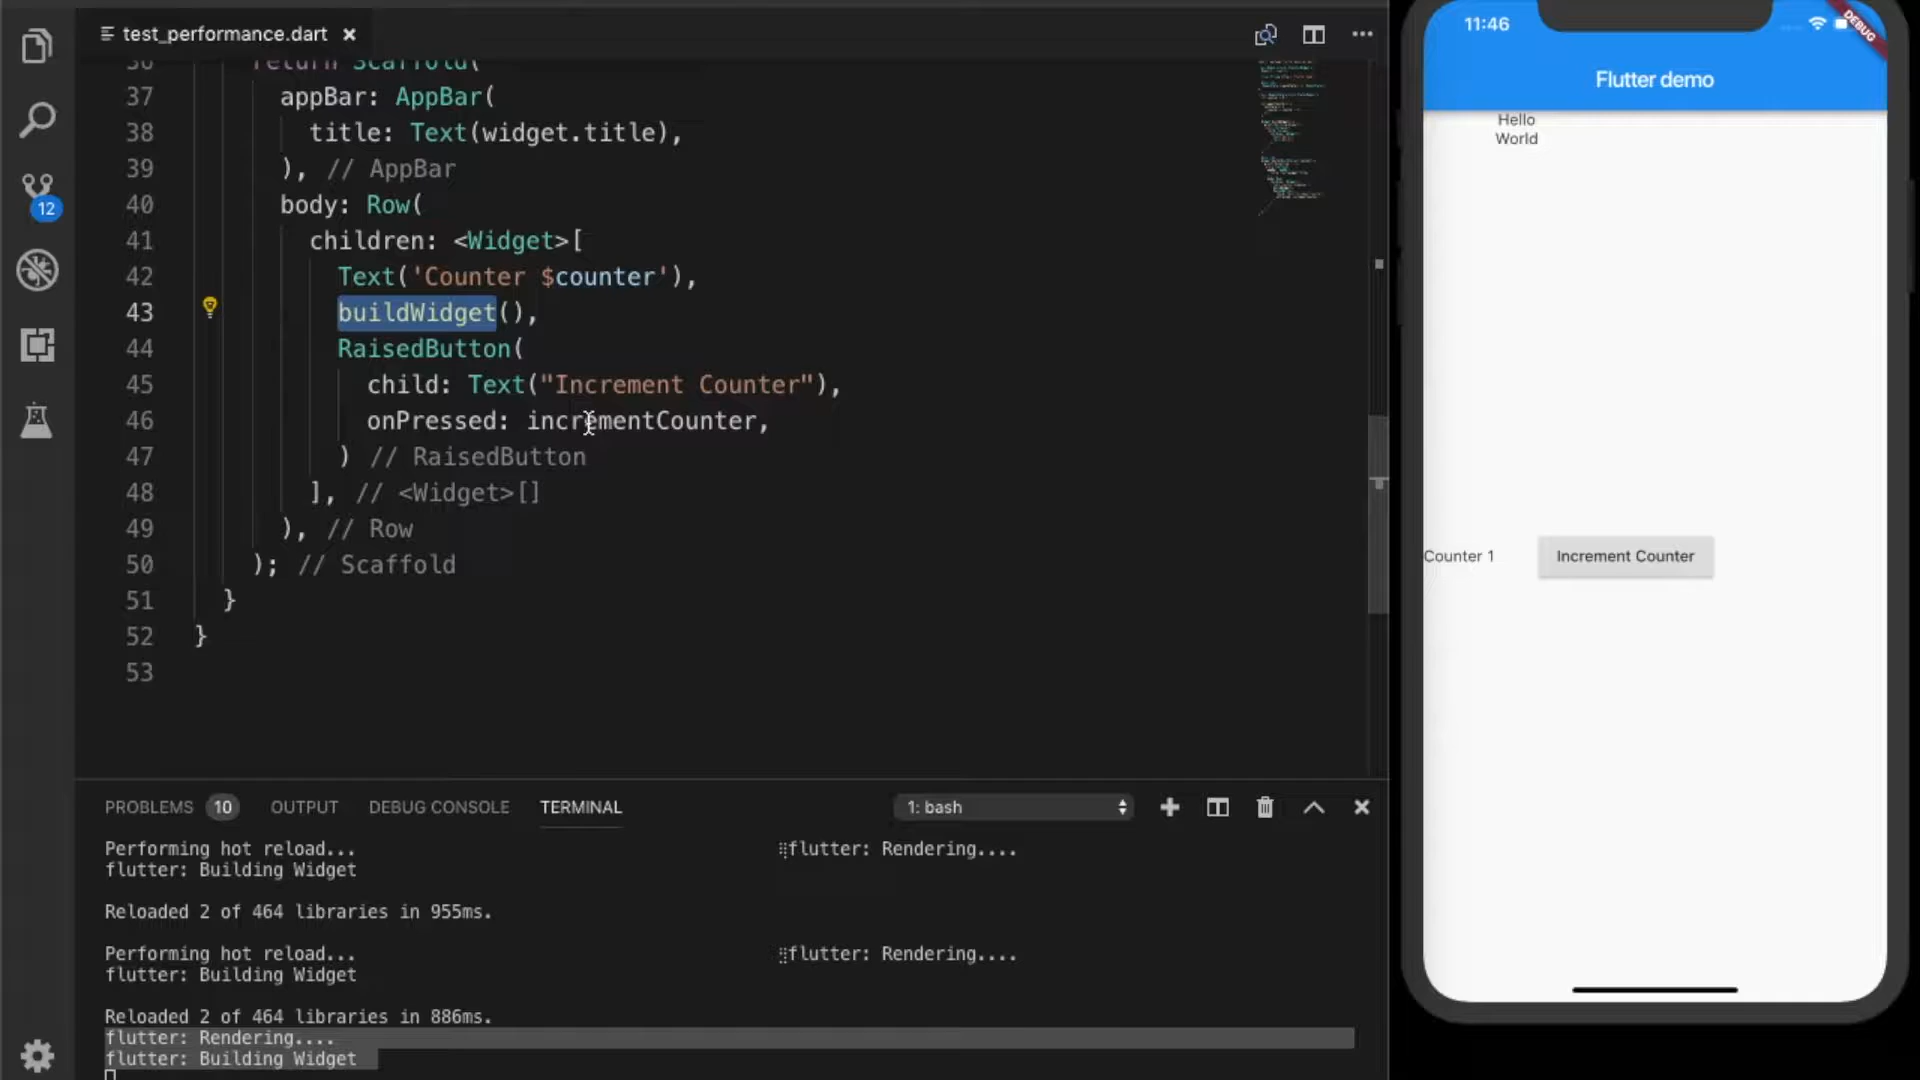 test_performance.dart
36 return Scaffold(
37 appBar: AppBar(
38 title: Text(widget.title),
39 ), // AppBar
40 body: Row(
41 children: <Widget>[
42 Text('Counter $counter'),
43 buildWidget(),
44 RaisedButton(
45 child: Text("Increment Counter"),
46 onPressed: incrementCounter,
47 ) // RaisedButton
48 ], // <Widget>[]
49 ), // Row
50 ); // Scaffold
51 }
52 }
53
12
PROBLEMS 10 OUTPUT DEBUG CONSOLE TERMINAL 1: bash
Performing hot reload... flutter: Rendering....
flutter: Building Widget
Reloaded 2 of 464 libraries in 955ms.
Performing hot reload... flutter: Rendering....
flutter: Building Widget
Reloaded 2 of 464 libraries in 886ms.
flutter: Rendering....
flutter: Building Widget
11:46
DEBUG
Flutter demo
Hello
World
Counter 1 Increment Counter